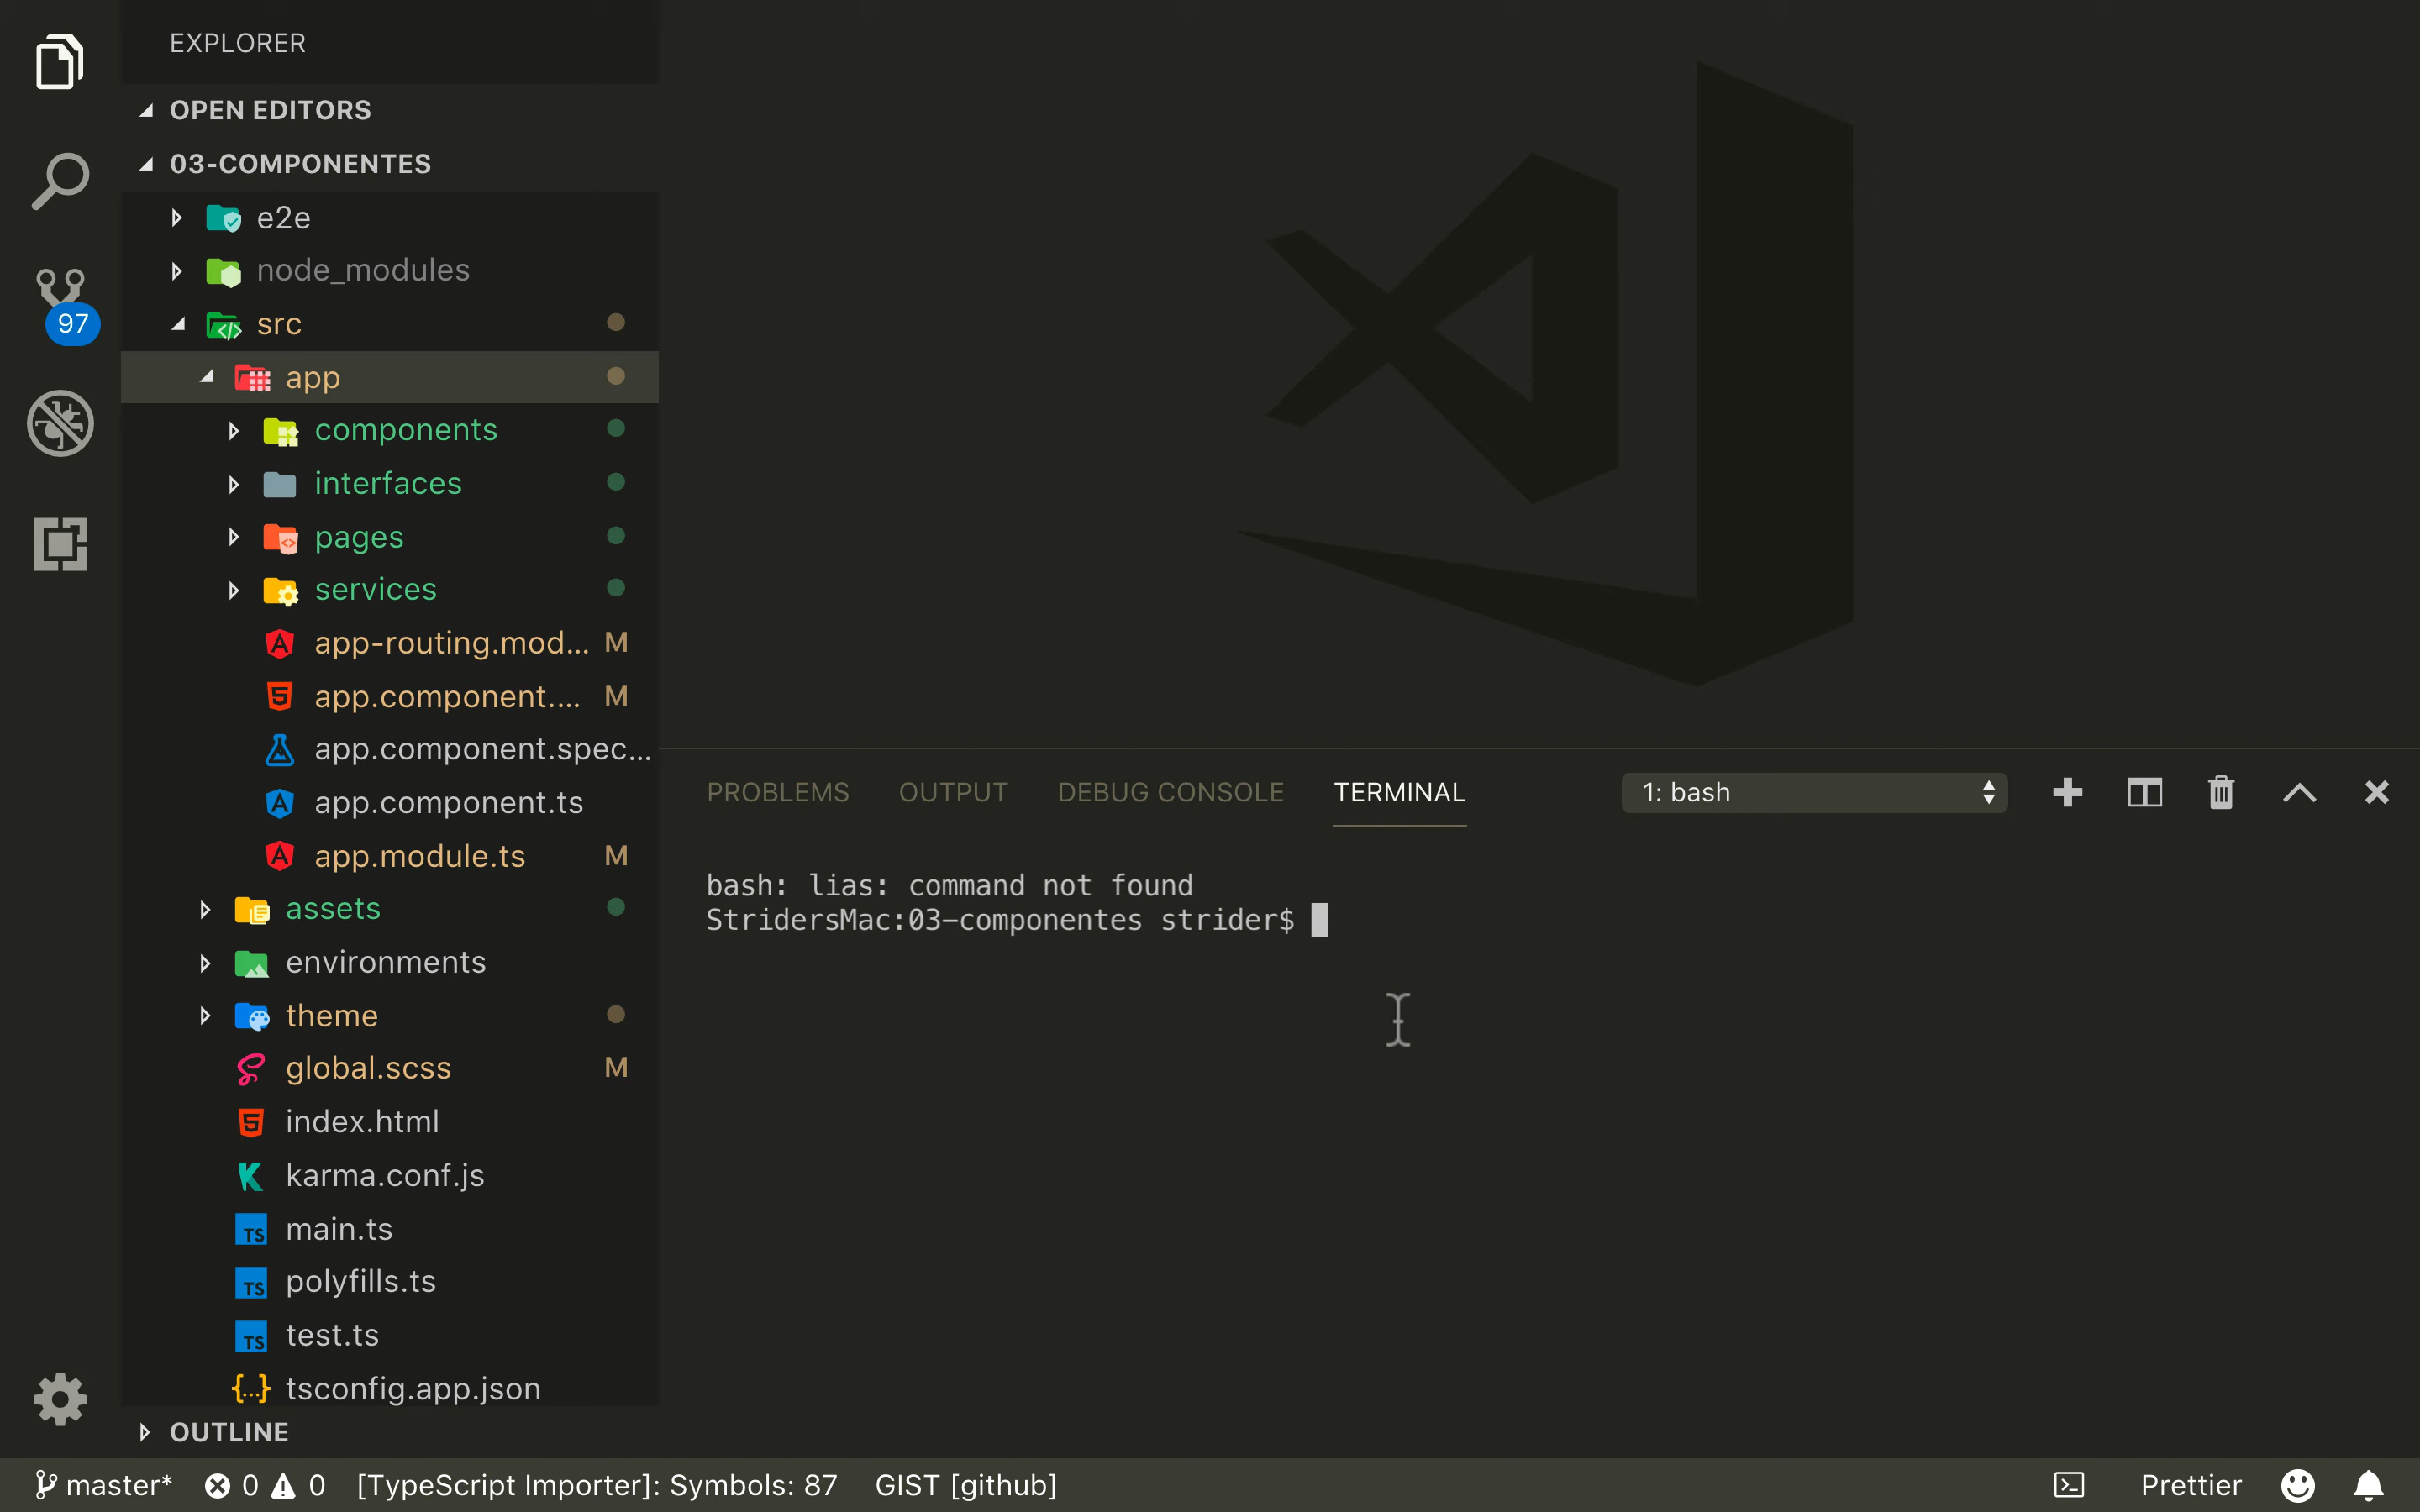 EXPLORER
OPEN EDITORS
03-COMPONENTES
e2e
node_modules
src
app
components
interfaces
pages
services
app-routing.mod... M
app.component.... M
app.component.spec...
app.component.ts
app.module.ts M
assets
environments
theme
global.scss M
index.html
karma.conf.js
main.ts
polyfills.ts
test.ts
tsconfig.app.json
OUTLINE
97
PROBLEMS OUTPUT DEBUG CONSOLE TERMINAL 1: bash
bash: lias: command not found
StridersMac:03-componentes strider$
master* 0 0 [TypeScript Importer]: Symbols: 87 GIST [github] Prettier